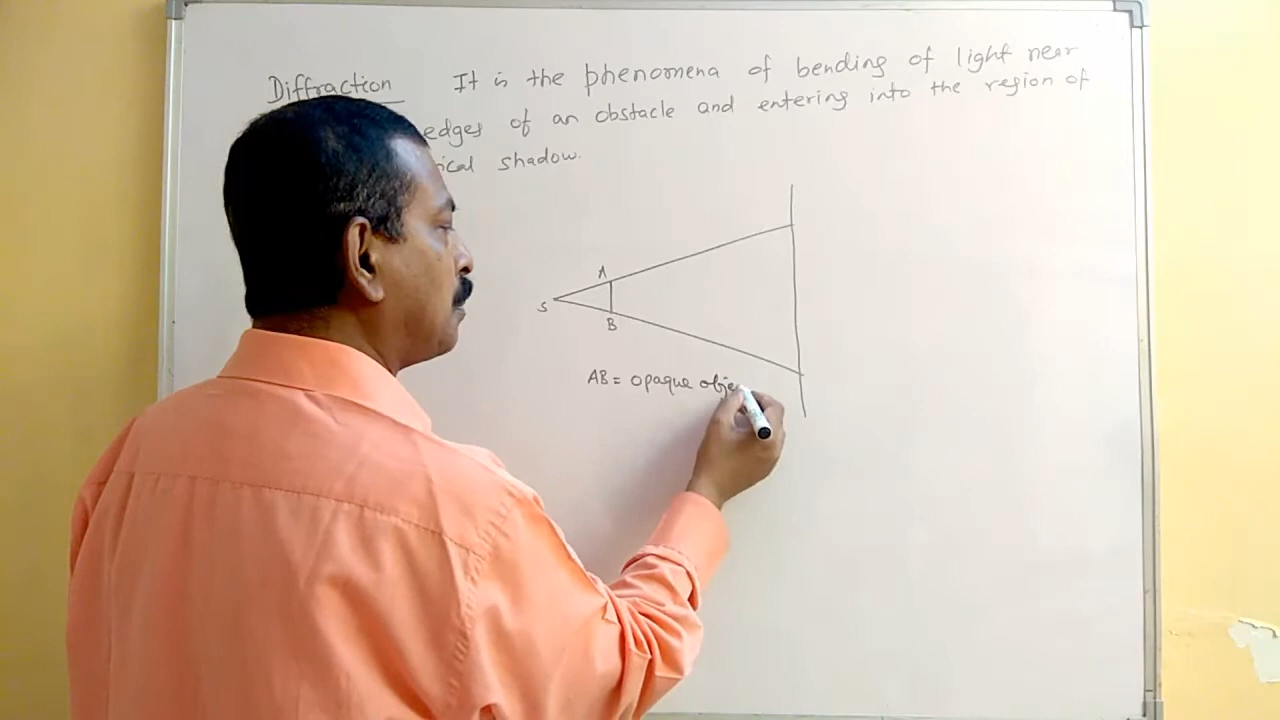 Diffraction It is the phenomena of bending of light near
edges of an obstacle and entering into the region of
ical shadow.
A
S
B
AB = opaque obje